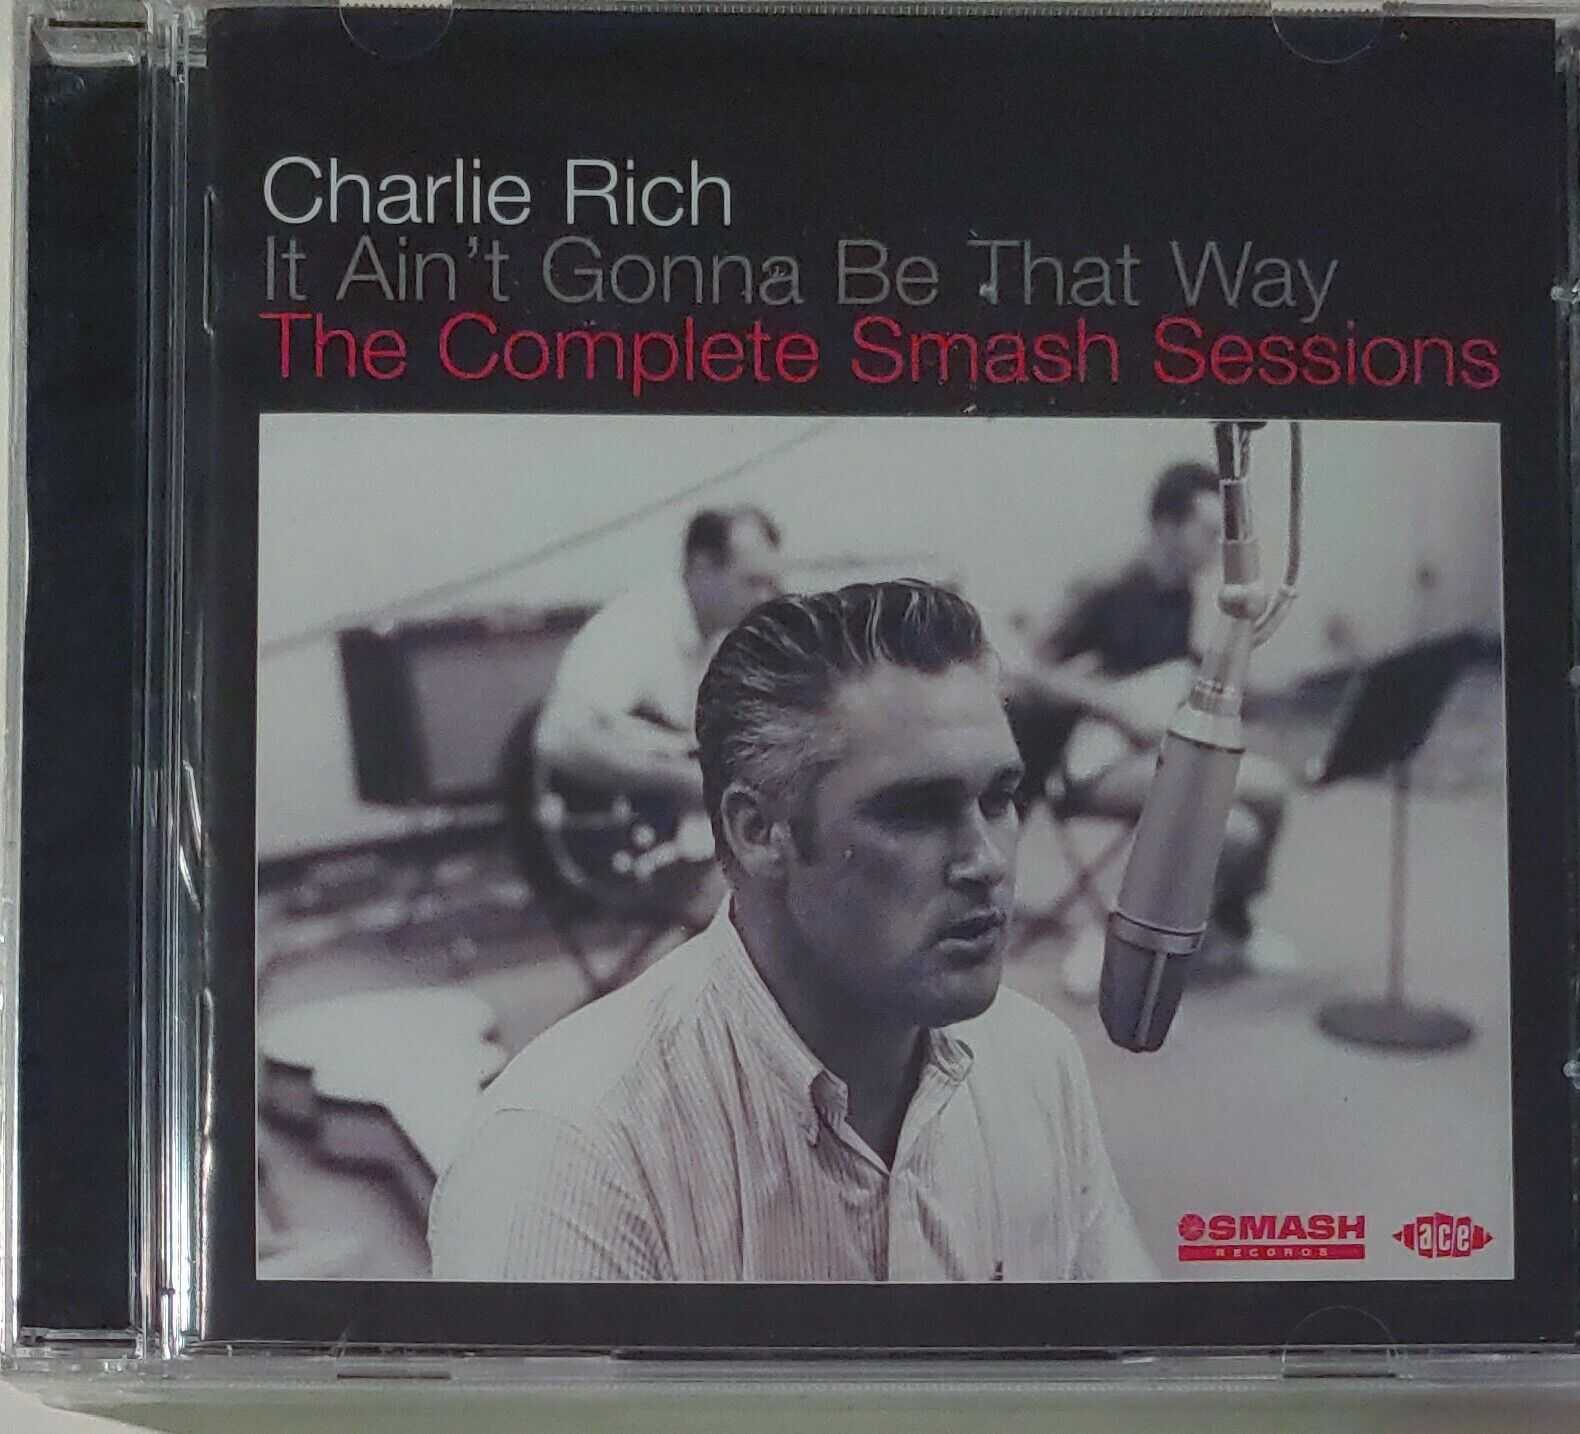 Charlie Rich
It Ain't Gonna Be That Way
The Complete Smash Sessions
SMASH
RECORDS
ace